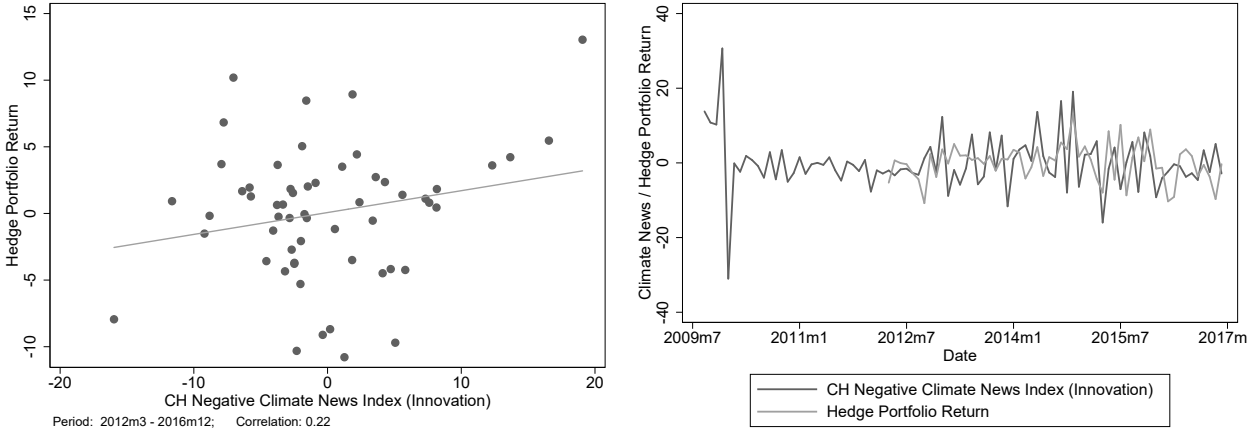 Hedge Portfolio Return
15
10
5
0
-5
-10
-20
-10
0
10
20
CH Negative Climate News Index (Innovation)
Period: 2012m3 - 2016m12; Correlation: 0.22
Climate News / Hedge Portfolio Return
40
20
0
-20
-40
2009m7
2011m1
2012m7
2014m1
2015m7
2017m
Date
CH Negative Climate News Index (Innovation)
Hedge Portfolio Return